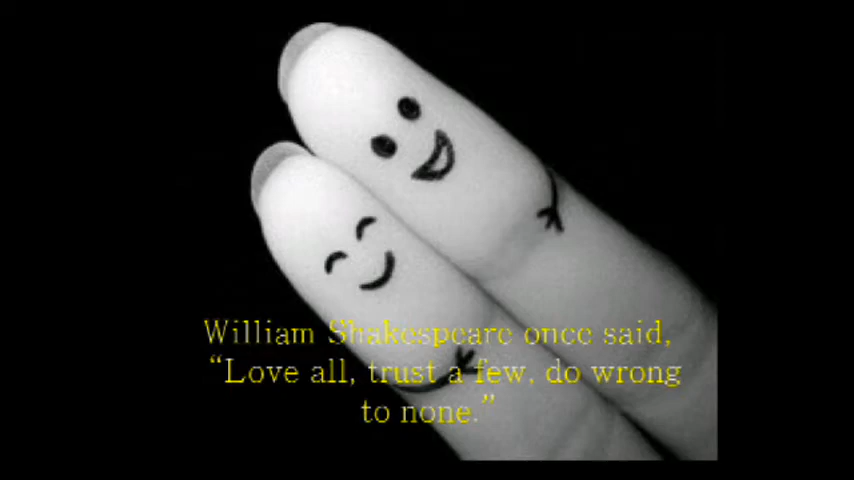 William Shakespeare once said,
“Love all, trust a few, do wrong
to none.”